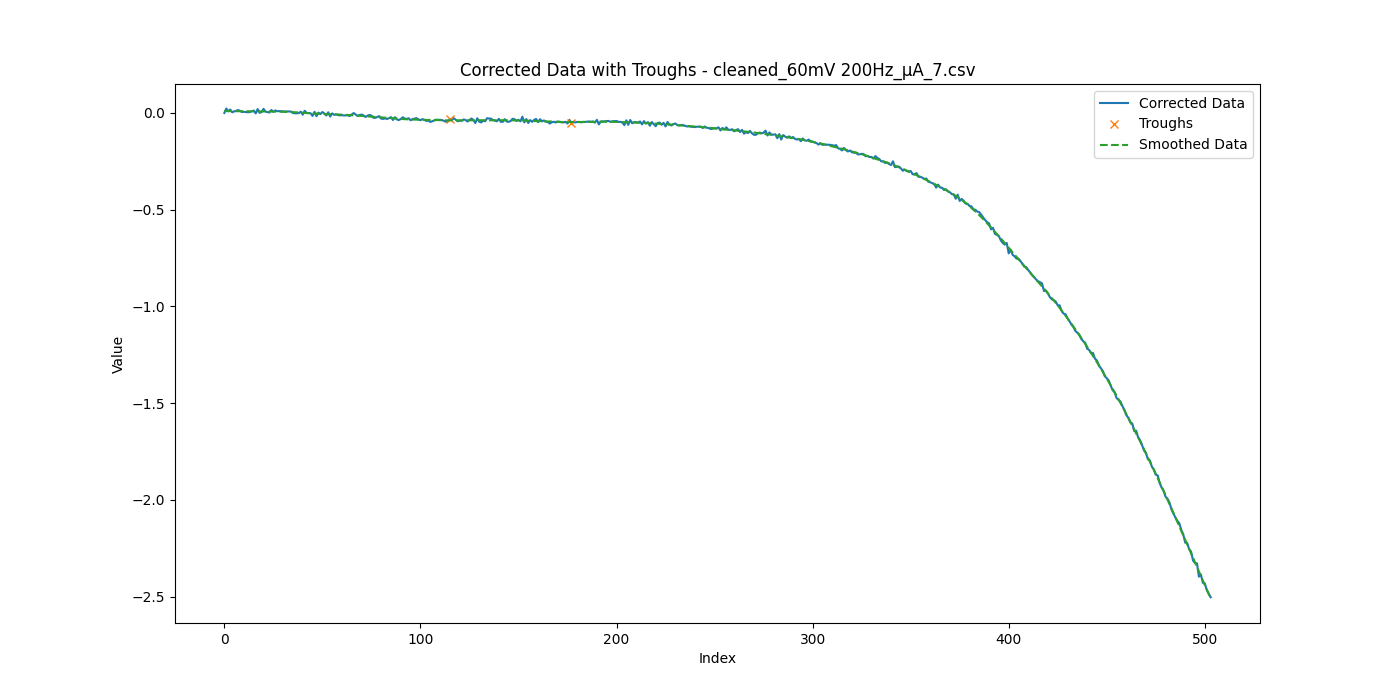 Corrected Data with Troughs - cleaned_60mV 200Hz_µA_7.csv
Corrected Data
Troughs
Smoothed Data
Value
0.0
−0.5
−1.0
−1.5
−2.0
−2.5
0 100 200 300 400 500
Index